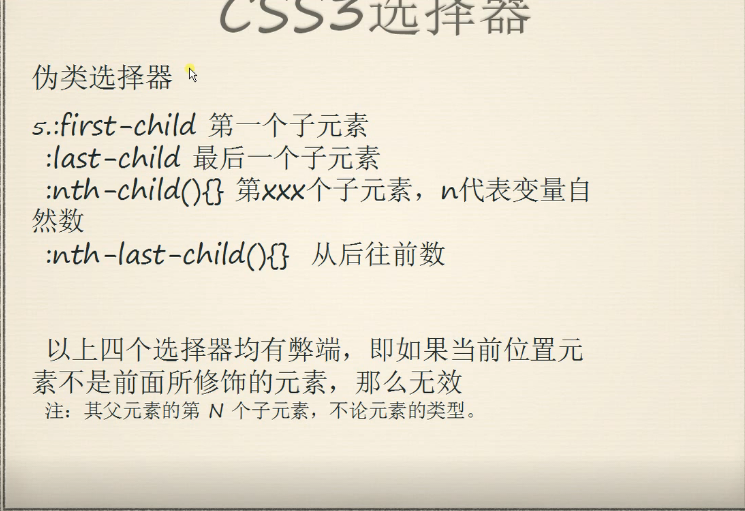 CSS3选择器
伪类选择器
5.:first-child 第一个子元素
:last-child 最后一个子元素
:nth-child(){} 第xxx个子元素，n代表变量自
然数
:nth-last-child(){} 从后往前数
以上四个选择器均有弊端，即如果当前位置元
素不是前面所修饰的元素，那么无效
注：其父元素的第 N 个子元素，不论元素的类型。